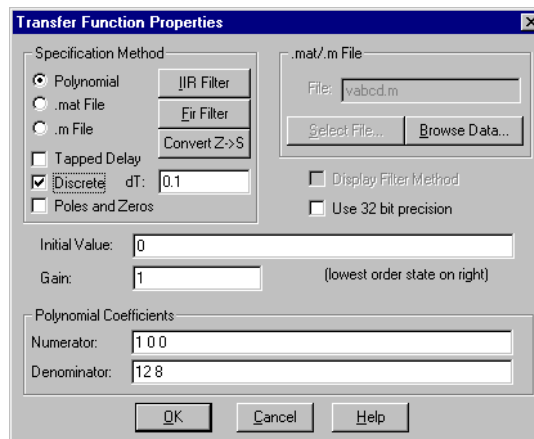 Transfer Function Properties
Specification Method
Polynomial
.mat File
.m File
Tapped Delay
Discrete dT: 0.1
Poles and Zeros
IIR Filter
Fir Filter
Convert Z->S
.mat/.m File
File: vabcd.m
Select File... Browse Data...
Display Filter Method
Use 32 bit precision
Initial Value: 0
Gain: 1 (lowest order state on right)
Polynomial Coefficients
Numerator: 1 0 0
Denominator: 12 8
OK Cancel Help